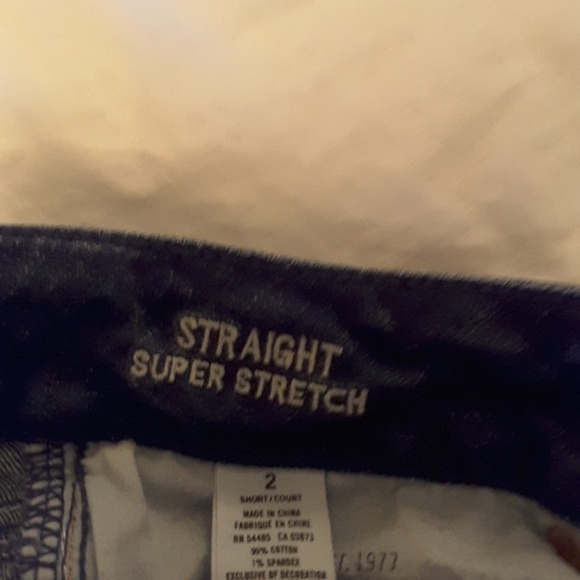 STRAIGHT
SUPER STRETCH
2
SHORT/COURT
MADE IN CHINA
FABRIQUÉ EN CHINE
RN 54485 CA 03873
99% COTTON
1% SPANDEX
EXCLUSIVE OF DECORATION
1977